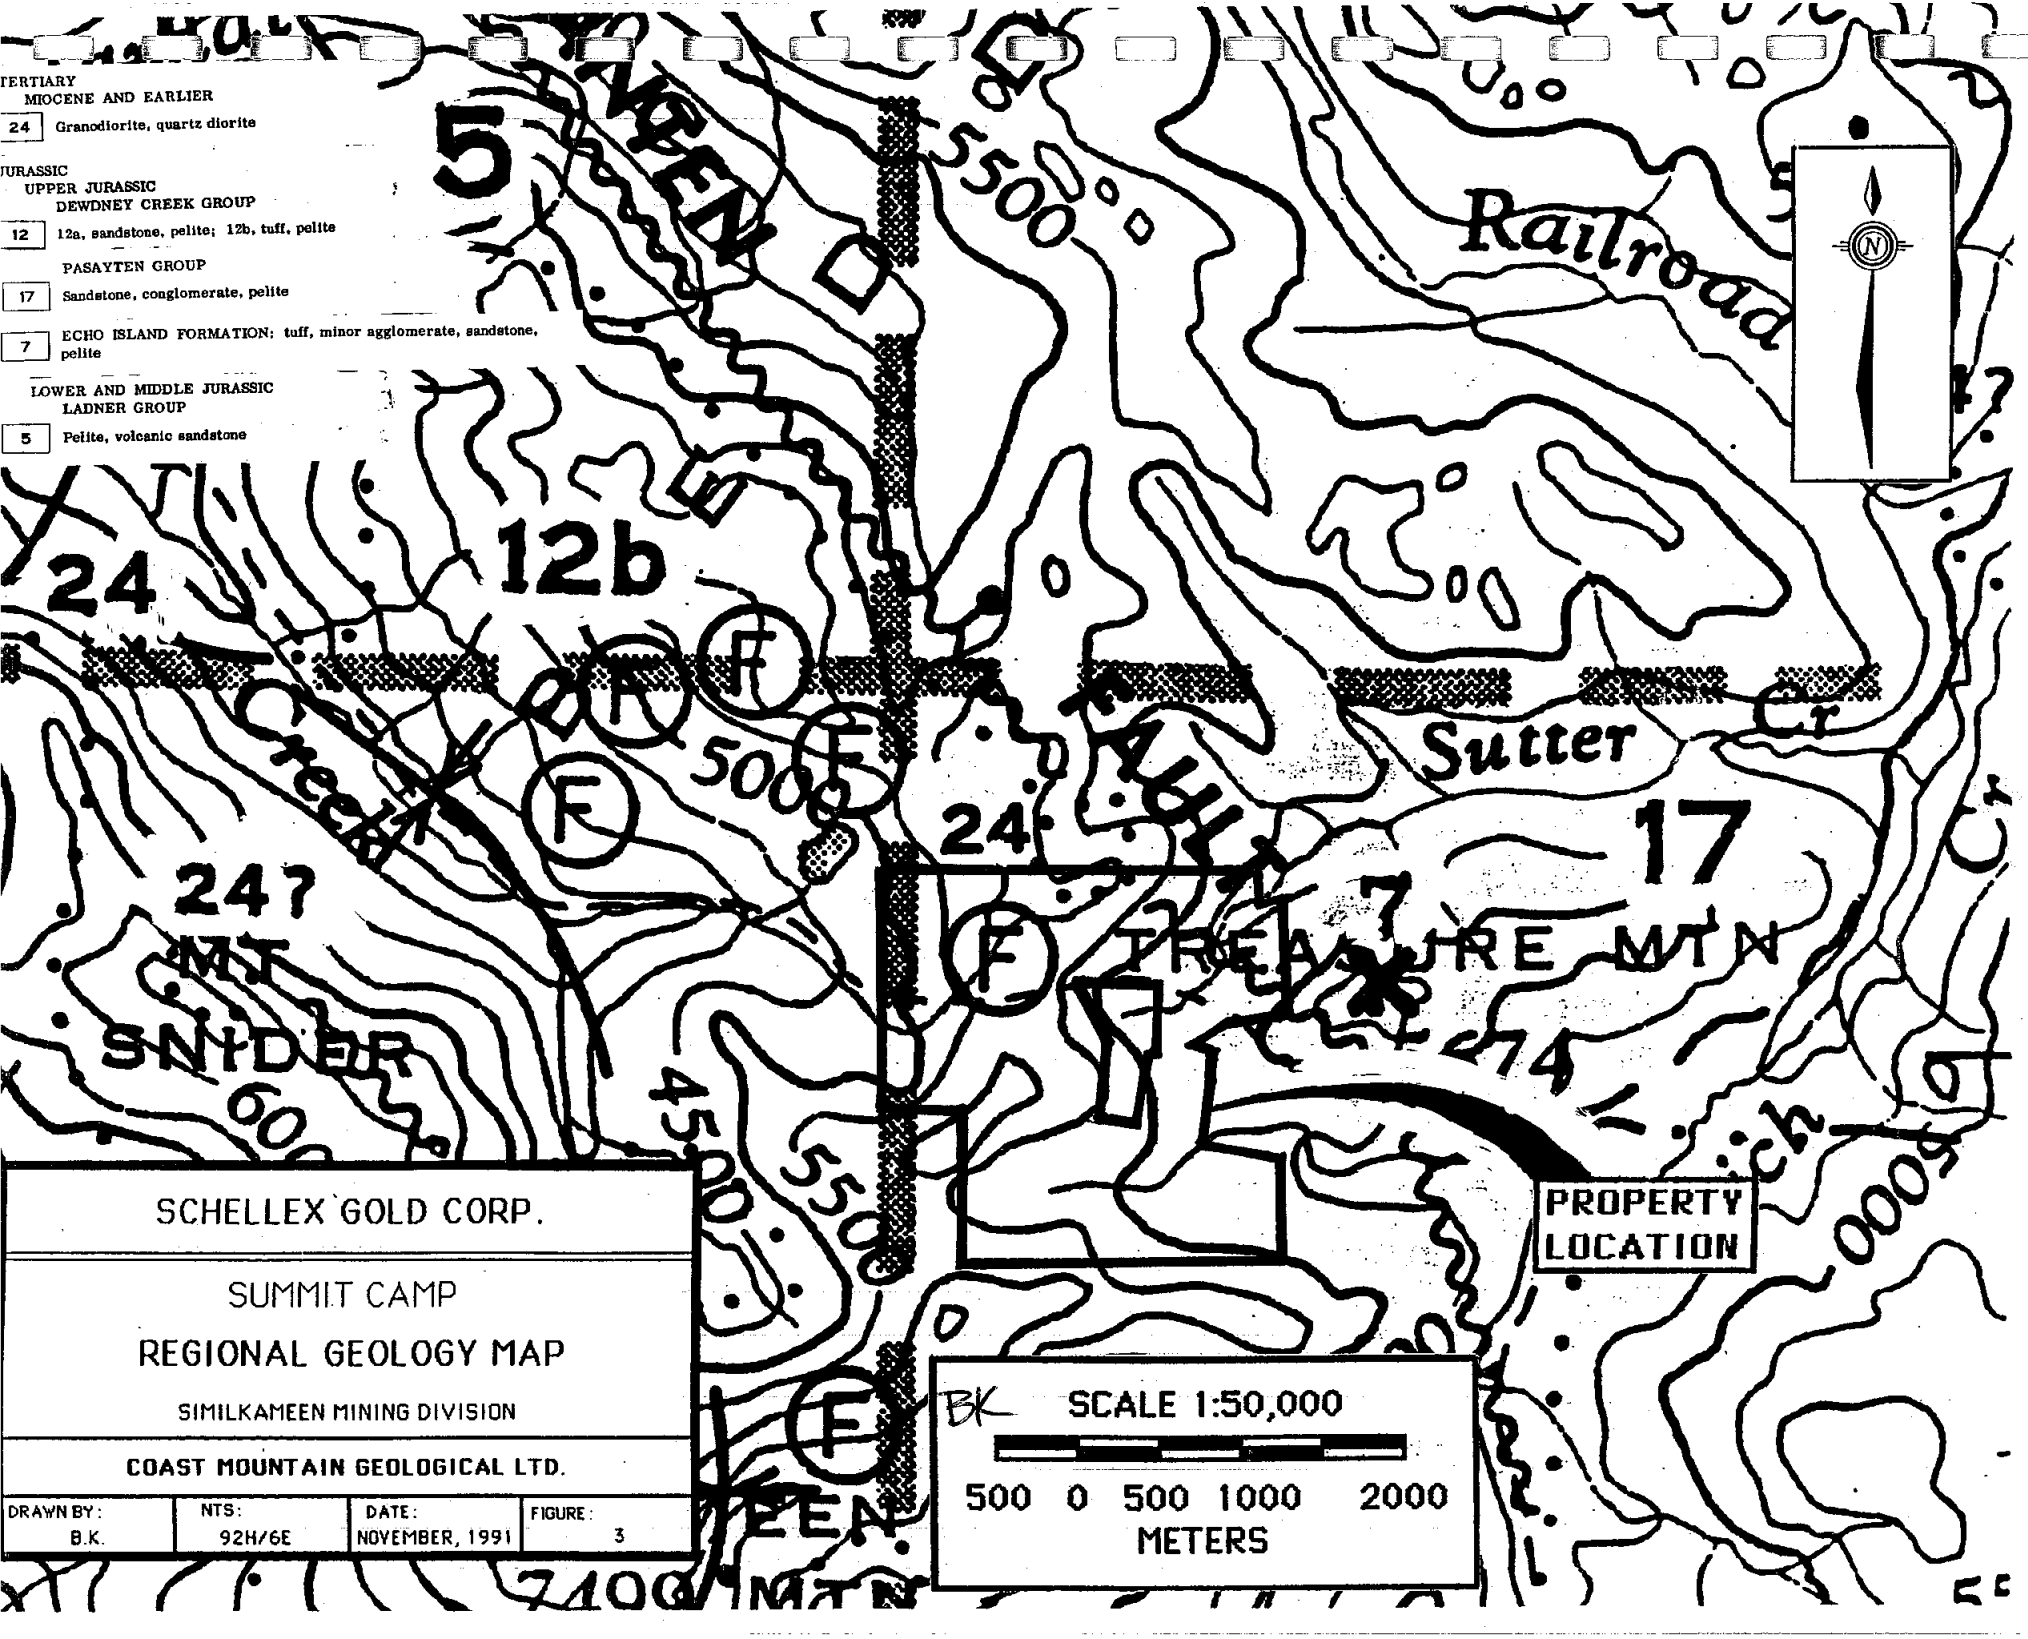 TERTIARY
MIOCENE AND EARLIER
24 Granodiorite, quartz diorite
JURASSIC
UPPER JURASSIC
DEWDNEY CREEK GROUP
12 12a, sandstone, pelite; 12b, tuff, pelite
PASAYTEN GROUP
17 Sandstone, conglomerate, pelite
7 ECHO ISLAND FORMATION; tuff, minor agglomerate, sandstone,
pelite
LOWER AND MIDDLE JURASSIC
LADNER GROUP
5 Pelite, volcanic sandstone
5
5500
Railroad
N
12b
24
F
A
F
F
F
Creek
5000
Sutter Cr
Cr
24
17
24?
7
F
TREASURE MTN
MT
SNIDER
74
4500
5500
5000
PROPERTY
LOCATION
SCHELLEX GOLD CORP.
SUMMIT CAMP
REGIONAL GEOLOGY MAP
SIMILKAMEEN MINING DIVISION
COAST MOUNTAIN GEOLOGICAL LTD.
DRAWN BY: B.K.
NTS: 92H/6E
DATE: NOVEMBER, 1991
FIGURE: 3
F
BK SCALE 1:50,000
500 0 500 1000 2000
METERS
MTN